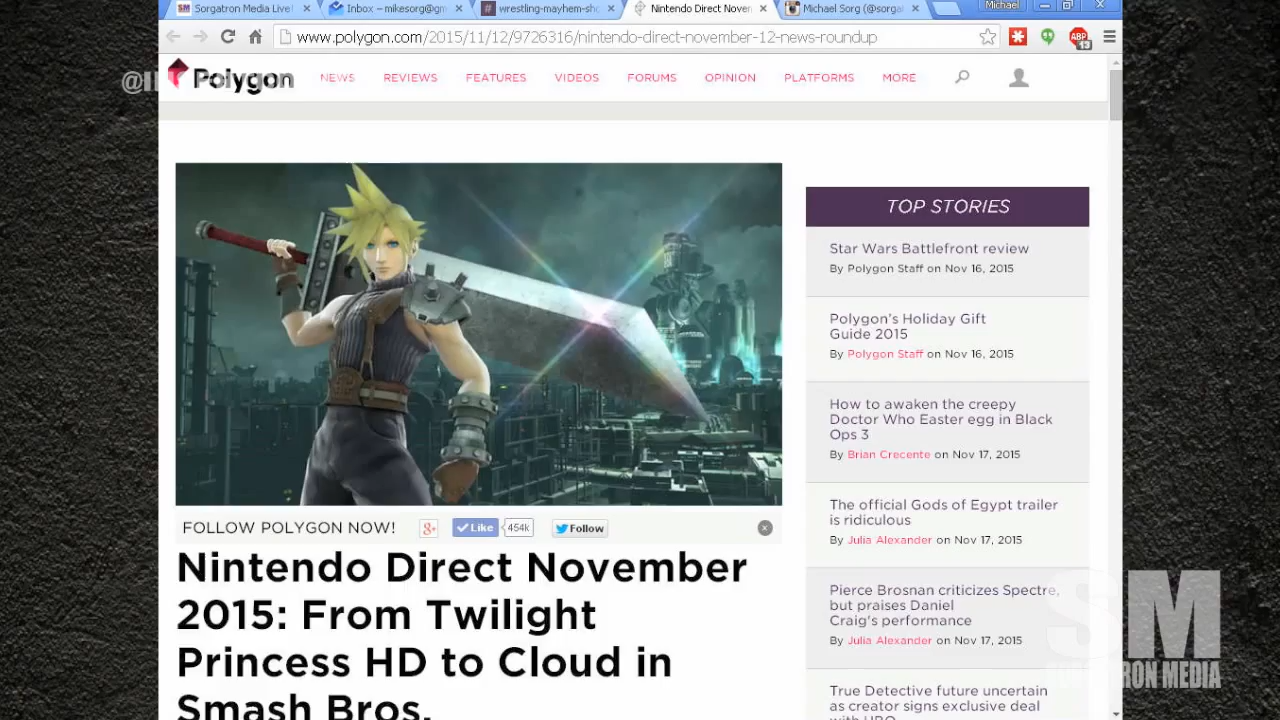 Sorgatron Media Live
Inbox – mikesorg@gm
wrestling-mayhem-sho
Nintendo Direct Nover
Michael Sorg (@sorga
Michael
www.polygon.com/2015/11/12/9726316/nintendo-direct-november-12-news-roundup
ABP
13
Polygon
NEWS
REVIEWS
FEATURES
VIDEOS
FORUMS
OPINION
PLATFORMS
MORE
FOLLOW POLYGON NOW!
g+
Like
454k
Follow
Nintendo Direct November
2015: From Twilight
Princess HD to Cloud in
Smash Bros.
TOP STORIES
Star Wars Battlefront review
By Polygon Staff on Nov 16, 2015
Polygon's Holiday Gift
Guide 2015
By Polygon Staff on Nov 16, 2015
How to awaken the creepy
Doctor Who Easter egg in Black
Ops 3
By Brian Crecente on Nov 17, 2015
The official Gods of Egypt trailer
is ridiculous
By Julia Alexander on Nov 17, 2015
Pierce Brosnan criticizes Spectre,
but praises Daniel
Craig's performance
By Julia Alexander on Nov 17, 2015
True Detective future uncertain
as creator signs exclusive deal
with HBO
SM
MEDIA